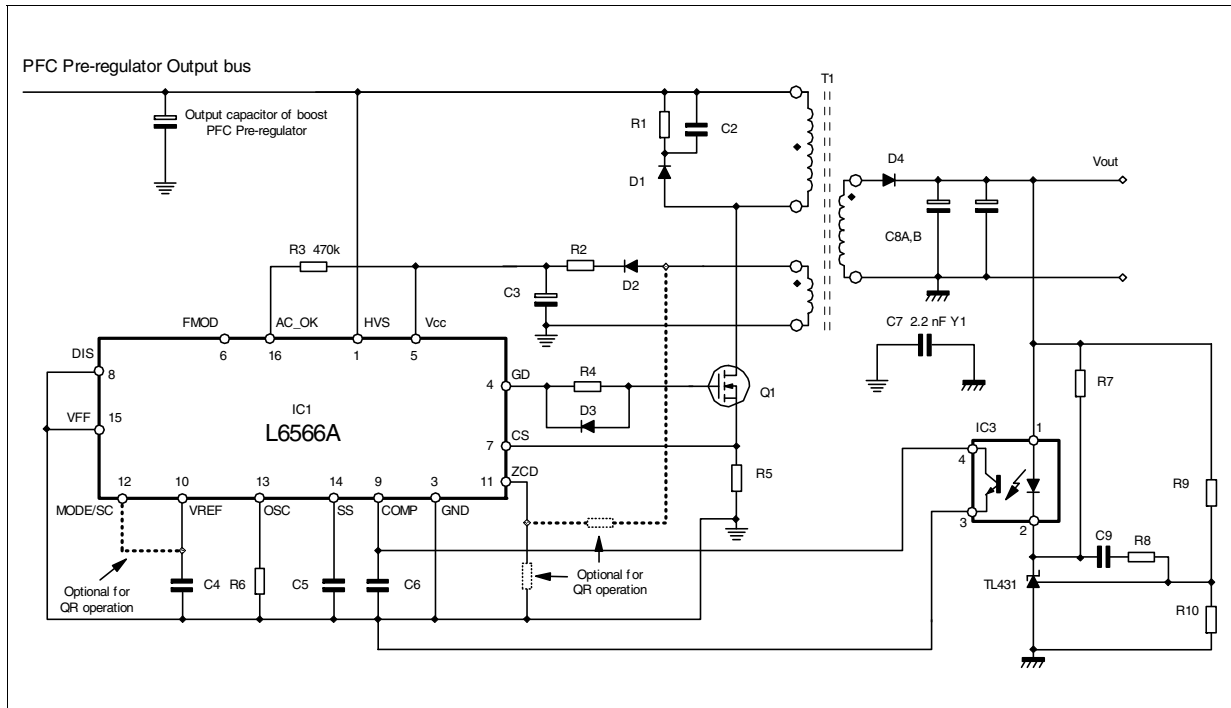 PFC Pre-regulator Output bus
T1
Output capacitor of boost
PFC Pre-regulator
R1
C2
D4
Vout
D1
C8A,B
R3 470k
R2
D2
C3
C7 2.2 nF Y1
FMOD
AC_OK
HVS
Vcc
DIS
6
16
1
5
8
4
GD
R4
Q1
R7
VFF
15
IC1
D3
L6566A
IC3
1
7
CS
4
ZCD
R5
R9
12
10
13
14
9
3
11
3
2
MODE/SC
VREF
OSC
SS
COMP
GND
C9
R8
Optional for
QR operation
C4
R6
C5
C6
Optional for
QR operation
TL431
R10